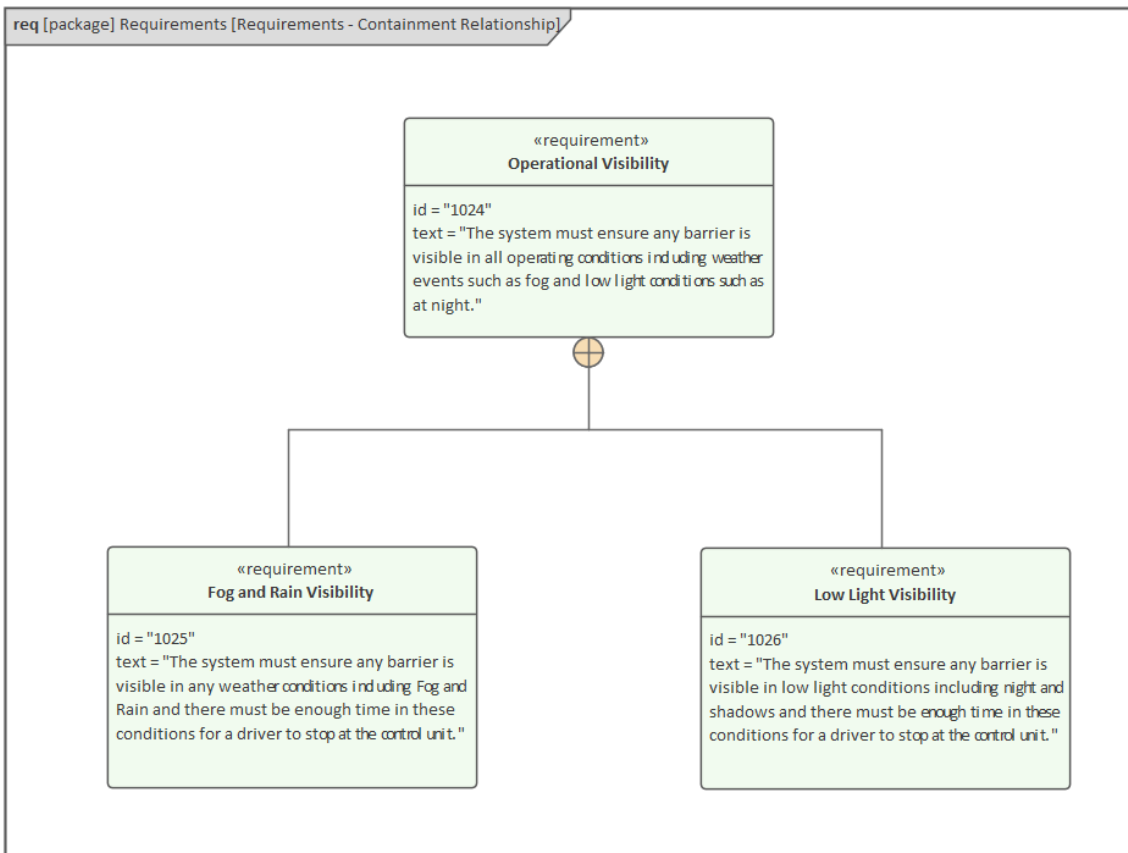 req [package] Requirements [Requirements - Containment Relationship]
«requirement»
Operational Visibility
id = "1024"
text = "The system must ensure any barrier is
visible in all operating conditions including weather
events such as fog and low light conditions such as
at night."
«requirement»
Fog and Rain Visibility
id = "1025"
text = "The system must ensure any barrier is
visible in any weather conditions including Fog and
Rain and there must be enough time in these
conditions for a driver to stop at the control unit."
«requirement»
Low Light Visibility
id = "1026"
text = "The system must ensure any barrier is
visible in low light conditions including night and
shadows and there must be enough time in these
conditions for a driver to stop at the control unit."